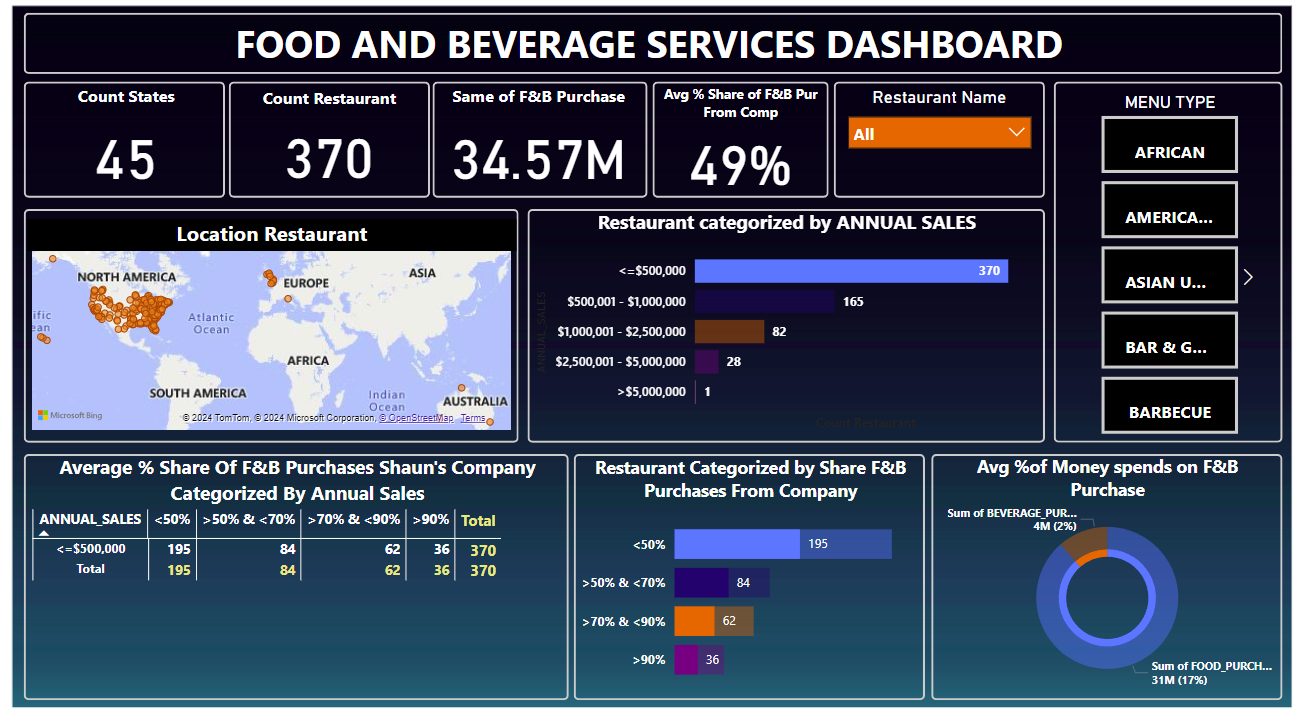 FOOD AND BEVERAGE SERVICES DASHBOARD
Count States
45
Count Restaurant
370
Same of F&B Purchase
34.57M
Avg % Share of F&B Pur
From Comp
49%
Restaurant Name
All
MENU TYPE
AFRICAN
AMERICA...
ASIAN U...
BAR & G...
BARBECUE
Location Restaurant
NORTH AMERICA
EUROPE
ASIA
ific
ean
Atlantic
Ocean
AFRICA
SOUTH AMERICA
Indian
Ocean
AUSTRALIA
Microsoft Bing
© 2024 TomTom, © 2024 Microsoft Corporation, © OpenStreetMap Terms
Restaurant categorized by ANNUAL SALES
ANNUAL_SALES
<=$500,000 370
$500,001 - $1,000,000 165
$1,000,001 - $2,500,000 82
$2,500,001 - $5,000,000 28
>$5,000,000 1
Count Restaurant
Average % Share Of F&B Purchases Shaun's Company
Categorized By Annual Sales
ANNUAL_SALES <50% >50% & <70% >70% & <90% >90% Total
<=$500,000 195 84 62 36 370
Total 195 84 62 36 370
Restaurant Categorized by Share F&B
Purchases From Company
<50% 195
>50% & <70% 84
>70% & <90% 62
>90% 36
Avg %of Money spends on F&B
Purchase
Sum of BEVERAGE_PUR...
4M (2%)
Sum of FOOD_PURCH...
31M (17%)